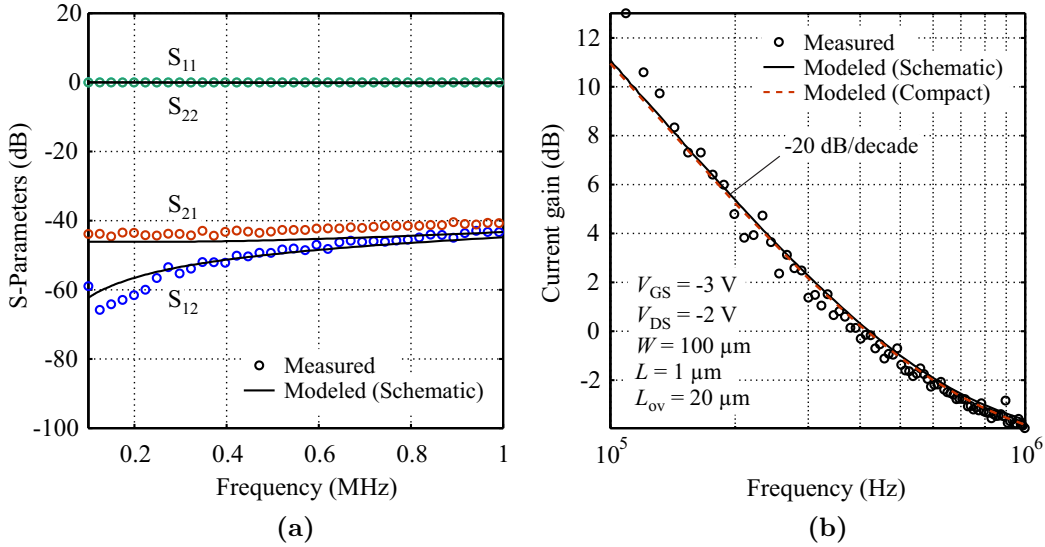 20
0
-20
-40
-60
-80
-100
S-Parameters (dB)
S11
S22
S21
S12
Measured
Modeled (Schematic)
0.2
0.4
0.6
0.8
1
Frequency (MHz)
(a)
12
10
8
6
4
2
0
-2
Current gain (dB)
Measured
Modeled (Schematic)
Modeled (Compact)
-20 dB/decade
VGS = -3 V
VDS = -2 V
W = 100 µm
L = 1 µm
Lov = 20 µm
10^5
10^6
Frequency (Hz)
(b)